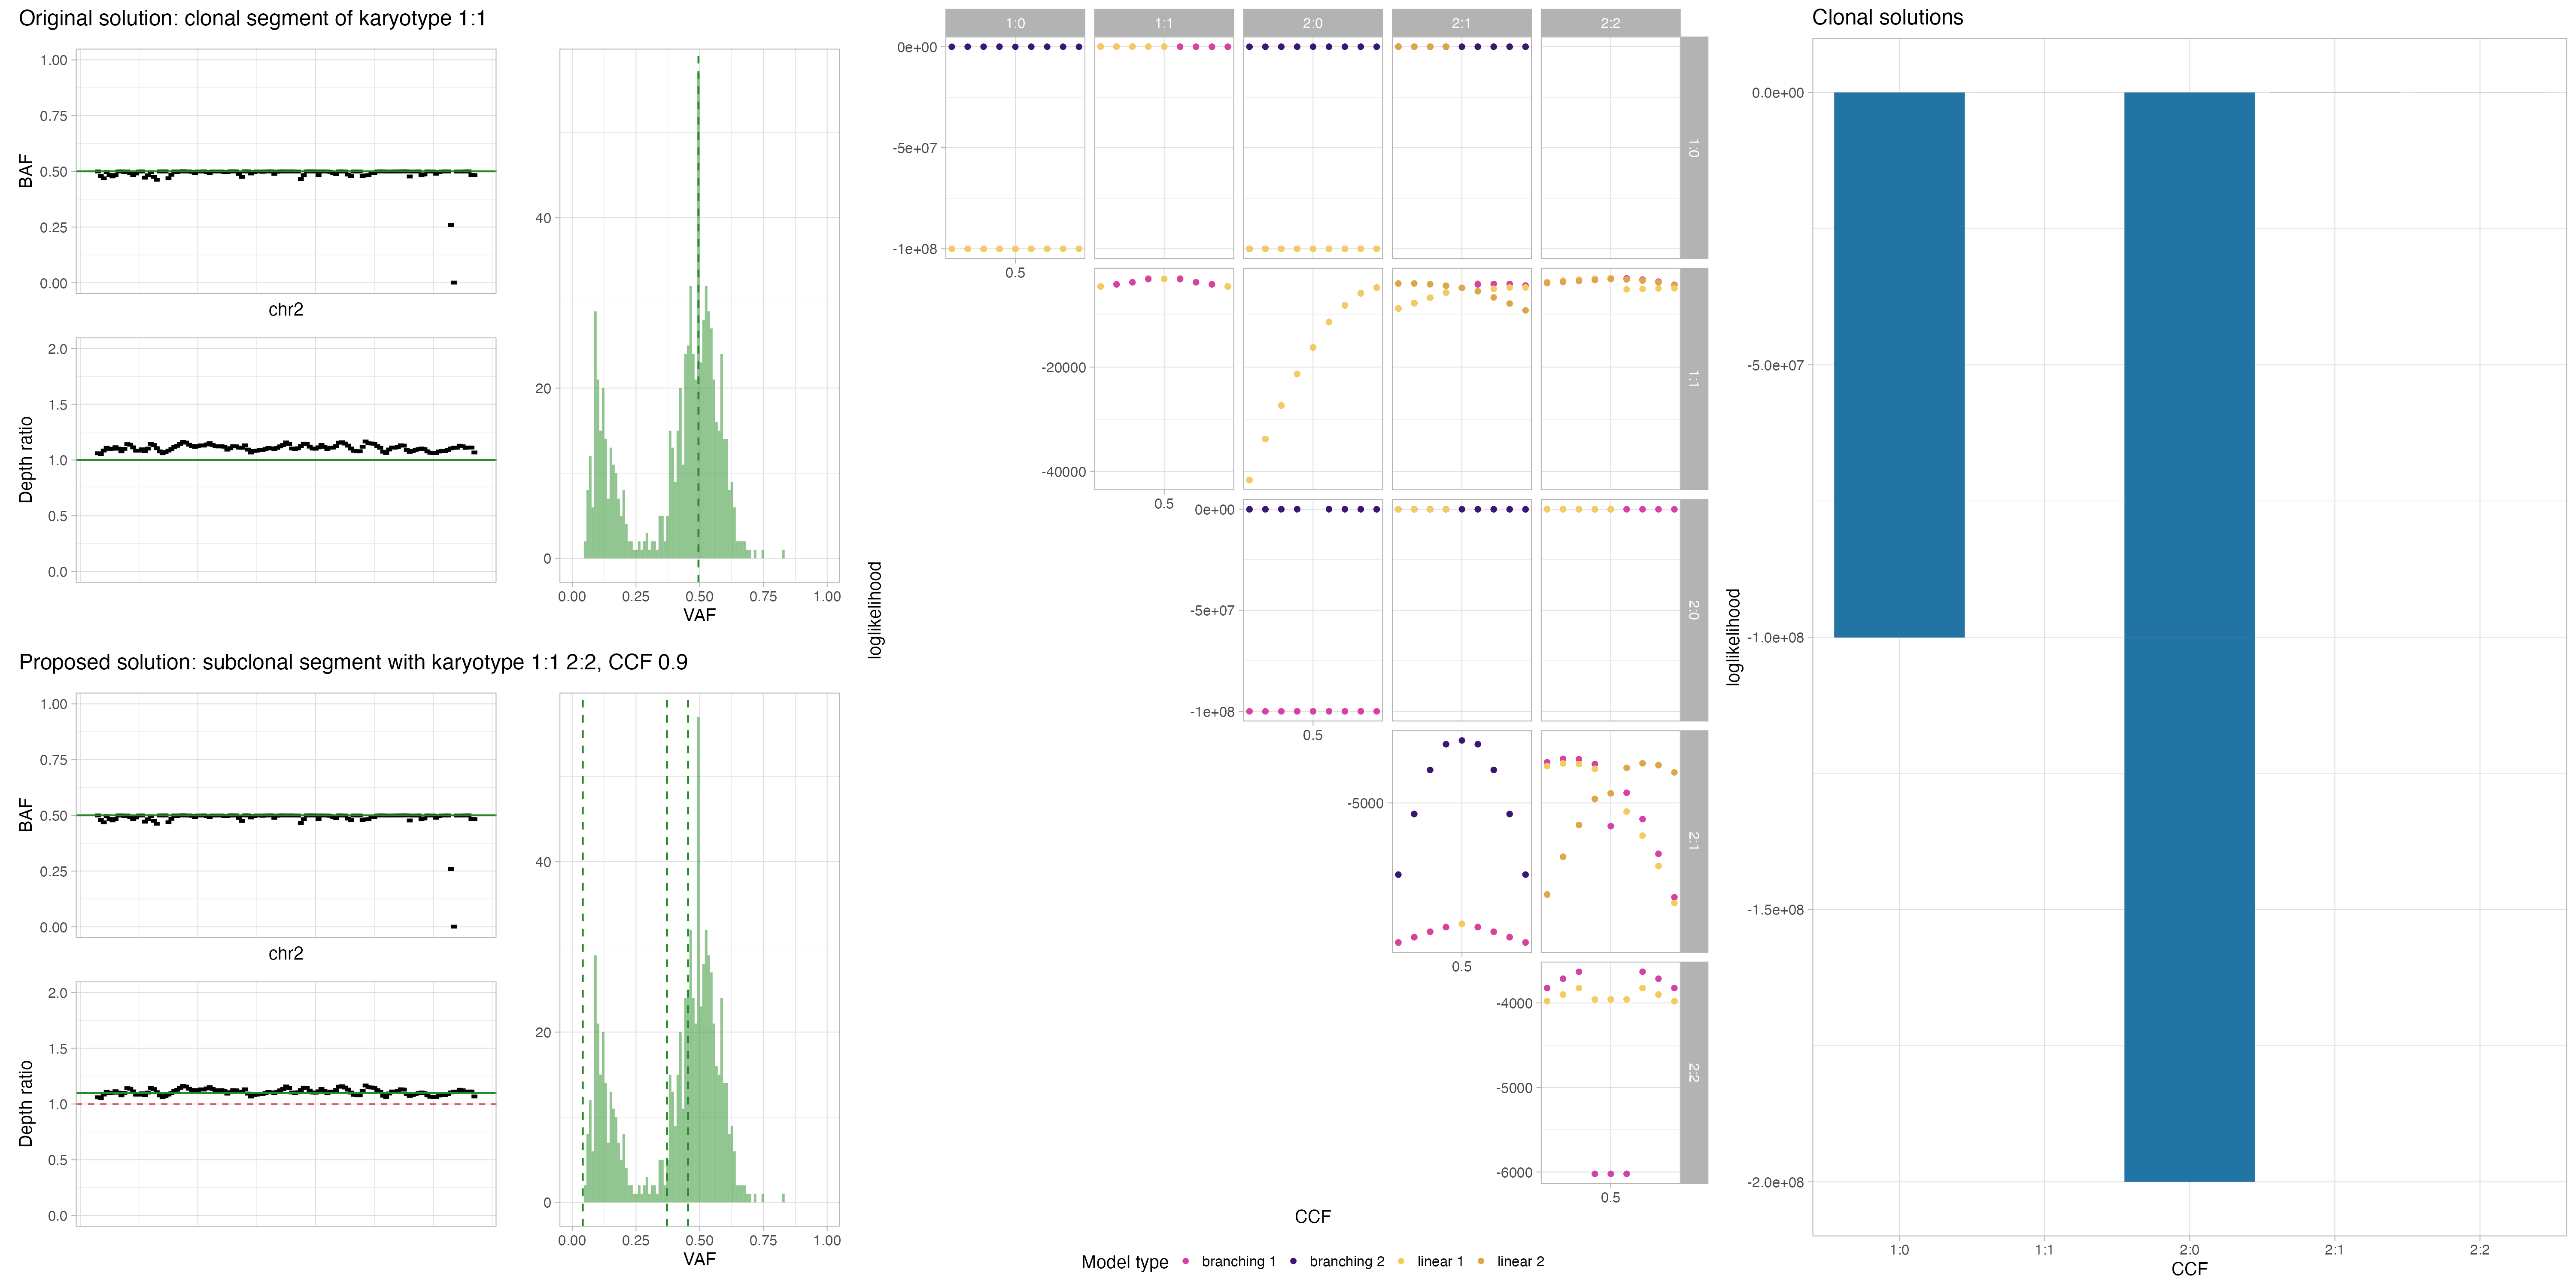 Original solution: clonal segment of karyotype 1:1
1.00
0.75
0.50
0.25
0.00
BAF
chr2
2.0
1.5
1.0
0.5
0.0
Depth ratio
40
20
0
0.00 0.25 0.50 0.75 1.00
VAF
Proposed solution: subclonal segment with karyotype 1:1 2:2, CCF 0.9
1.00
0.75
0.50
0.25
0.00
BAF
chr2
2.0
1.5
1.0
0.5
0.0
Depth ratio
40
20
0
0.00 0.25 0.50 0.75 1.00
VAF
1:0 1:1 2:0 2:1 2:2
0e+00
-5e+07
-1e+08
1:0
0.5
-20000
-40000
1:1
0.5
0e+00
-5e+07
-1e+08
2:0
0.5
-5000
2:1
0.5
-4000
-5000
-6000
2:2
0.5
loglikelihood
CCF
Model type branching 1 branching 2 linear 1 linear 2
Clonal solutions
0.0e+00
-5.0e+07
-1.0e+08
-1.5e+08
-2.0e+08
loglikelihood
1:0 1:1 2:0 2:1 2:2
CCF